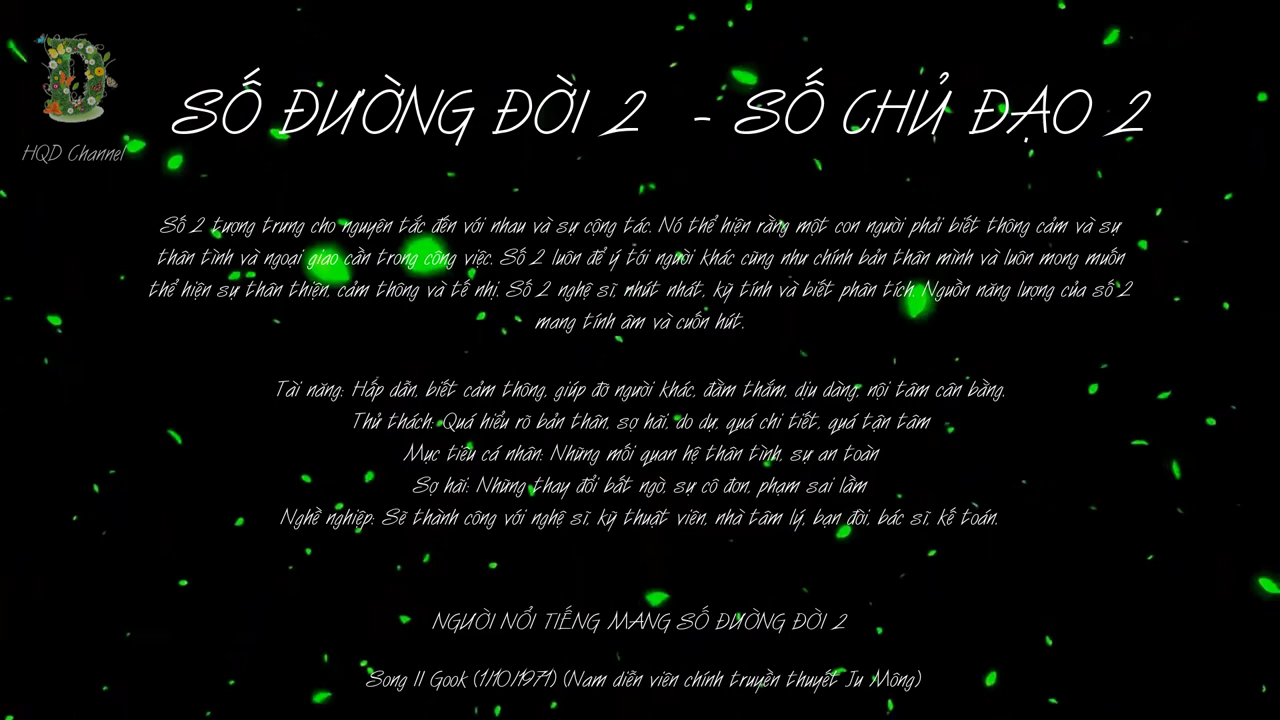 SỐ ĐƯỜNG ĐỜI 2 - SỐ CHỦ ĐẠO 2
HQD Channel
Số 2 tượng trưng cho nguyên tắc đến với nhau và sự cộng tác. Nó thể hiện rằng một con người phải biết thông cảm và sự
thân tình và ngoại giao cần trong công việc. Số 2 luôn để ý tới người khác cũng như chính bản thân mình và luôn mong muốn
thể hiện sự thân thiện, cảm thông và tế nhị. Số 2 nghệ sĩ, nhút nhát, kỹ tính và biết phân tích. Nguồn năng lượng của số 2
mang tính âm và cuốn hút.
Tài năng: Hấp dẫn, biết cảm thông, giúp đỡ người khác, đằm thắm, dịu dàng, nội tâm cân bằng.
Thử thách: Quá hiểu rõ bản thân, sợ hãi, do dự, quá chi tiết, quá tận tâm
Mục tiêu cá nhân: Những mối quan hệ thân tình, sự an toàn
Sợ hãi: Những thay đổi bất ngờ, sự cô đơn, phạm sai lầm
Nghề nghiệp: Sẽ thành công với nghệ sĩ, kỹ thuật viên, nhà tâm lý, bạn đời, bác sĩ, kế toán.
NGƯỜI NỔI TIẾNG MANG SỐ ĐƯỜNG ĐỜI 2
Song Il Gook (1/10/1971) (Nam diễn viên chính truyền thuyết Ju Mông)